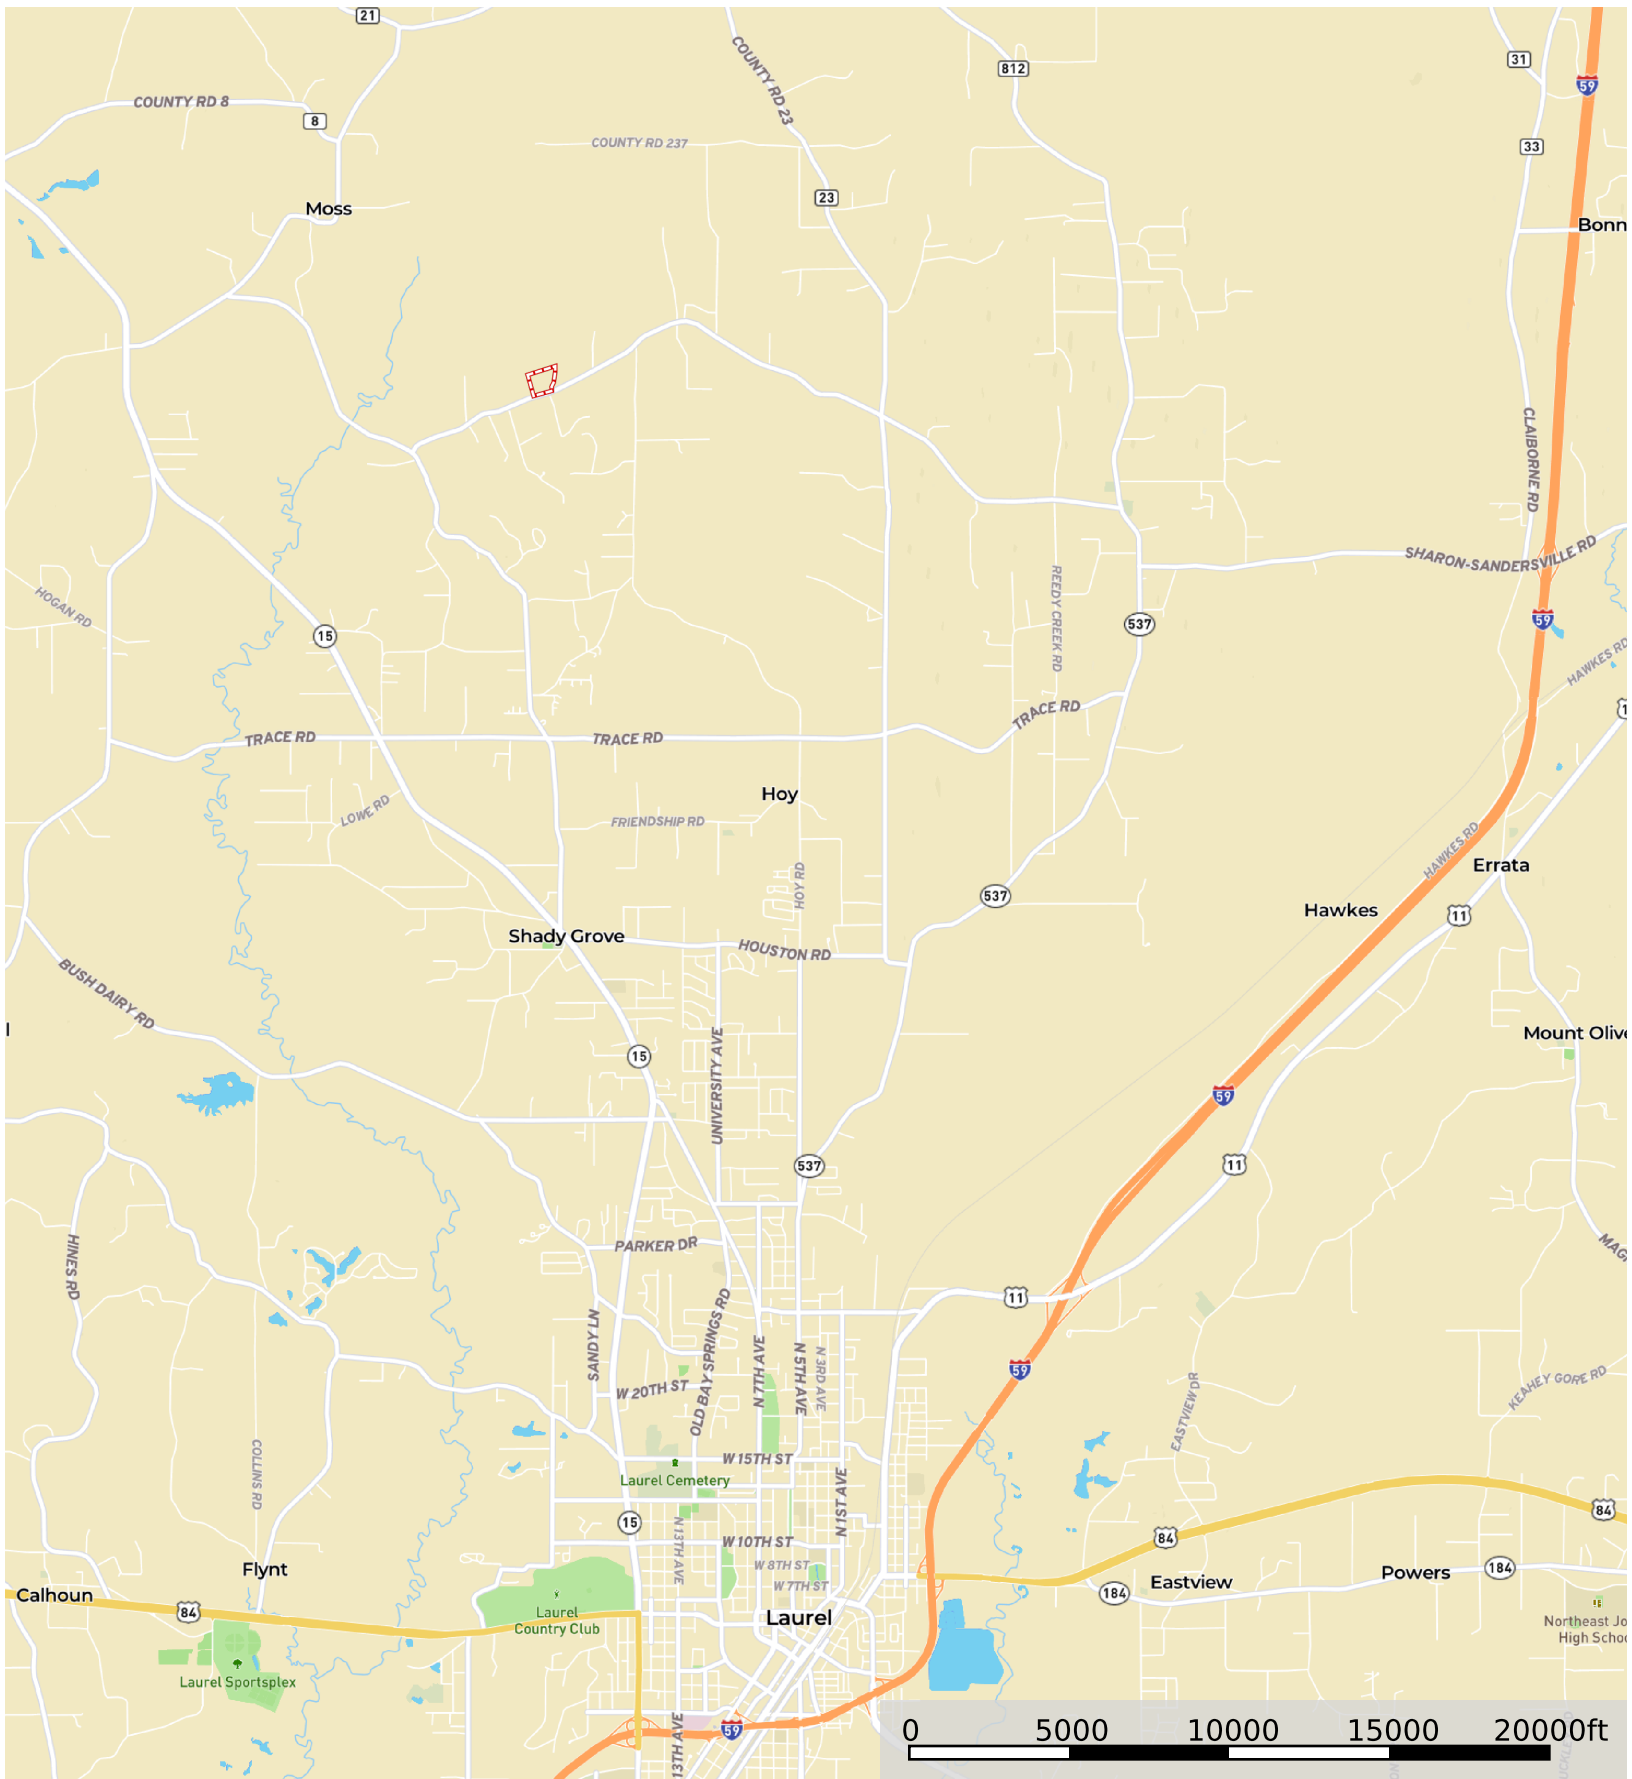 21
COUNTY RD 8
8
COUNTY RD 23
812
31
59
COUNTY RD 237
33
23
Moss
Bonn
CLAIBORNE RD
SHARON-SANDERSVILLE RD
HOGAN RD
REEDY CREEK RD
15
537
59
HAWKES RD
TRACE RD
TRACE RD
TRACE RD
1
Hoy
LOWE RD
FRIENDSHIP RD
HAWKES RD
Errata
HOY RD
537
Hawkes
11
Shady Grove
HOUSTON RD
BUSH DAIRY RD
l
Mount Olive
15
UNIVERSITY AVE
59
537
11
HINES RD
PARKER DR
MAG
11
OLD BAY SPRINGS RD
SANDY LN
N 7TH AVE
N 5TH AVE
N 3RD AVE
59
W 20TH ST
EASTVIEW DR
KEAHEY GORE RD
COLLINS RD
W 15TH ST
Laurel Cemetery
N 1ST AVE
15
N 13TH AVE
W 10TH ST
84
84
W 8TH ST
W 7TH ST
Flynt
Calhoun
84
Laurel
Country Club
Laurel
184
Eastview
Powers
184
Northeast Jo
High Schoo
Laurel Sportsplex
13TH AVE
59
0 5000 10000 15000 20000ft